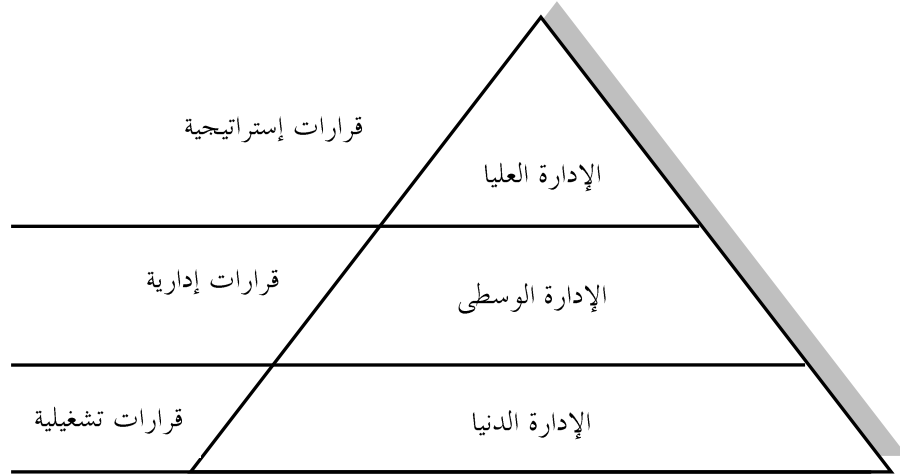 قرارات إستراتيجية
الإدارة العليا
قرارات إدارية
الإدارة الوسطى
قرارات تشغيلية
الإدارة الدنيا